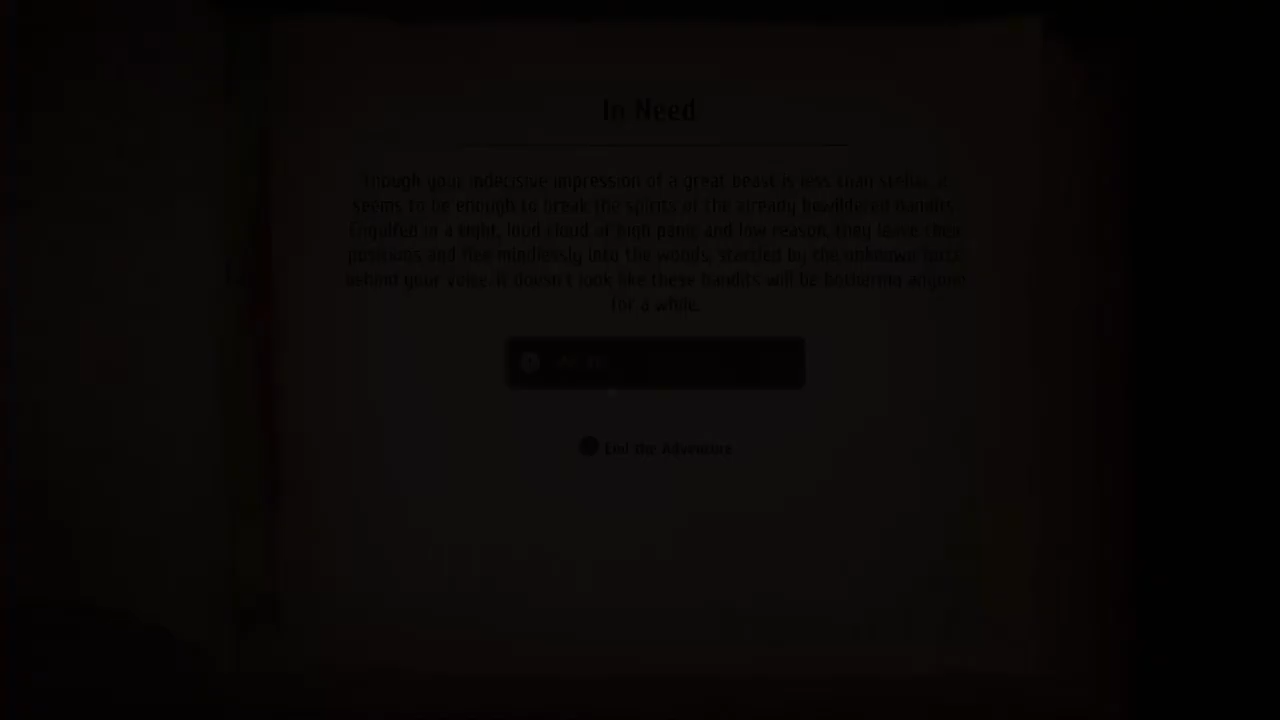 In Need
Though your indecisive impression of a great beast is less than stellar, it
seems to be enough to break the spirits of the already bewildered bandits.
Engulfed in a tight, loud cloud of high panic and low reason, they leave their
positions and flee mindlessly into the woods, startled by the unknown force
behind your voice. It doesn't look like these bandits will be bothering anyone
for a while.
End the Adventure